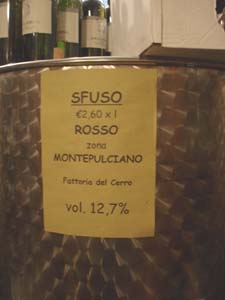 SFUSO
€2,60 x l
ROSSO
zona
MONTEPULCIANO
Fattoria del Cerro
vol. 12,7%